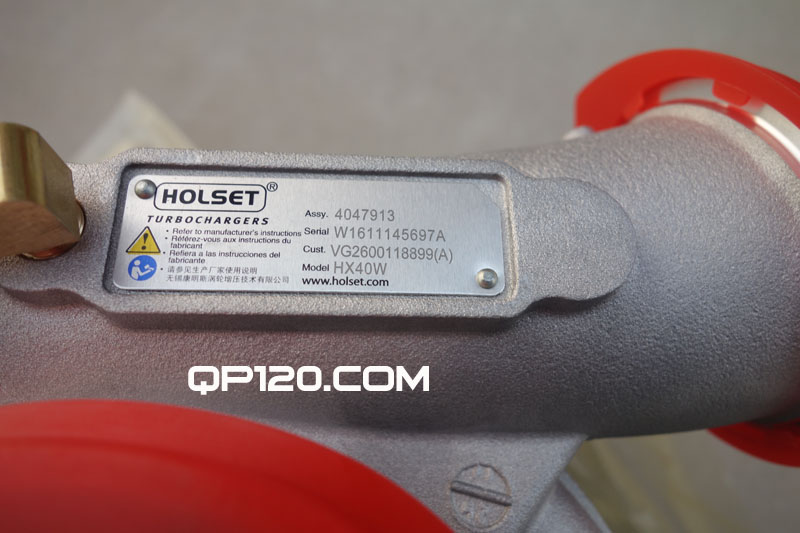 HOLSET®
TURBOCHARGERS
• Refer to manufacturer's instructions
• Référez-vous aux instructions du
fabricant
• Refiera a las instrucciones del
fabricante
• 请参见生产厂家使用说明
无锡康明斯涡轮增压技术有限公司
Assy. 4047913
Serial W1611145697A
Cust. VG2600118899(A)
Model HX40W
www.holset.com
QP120.COM